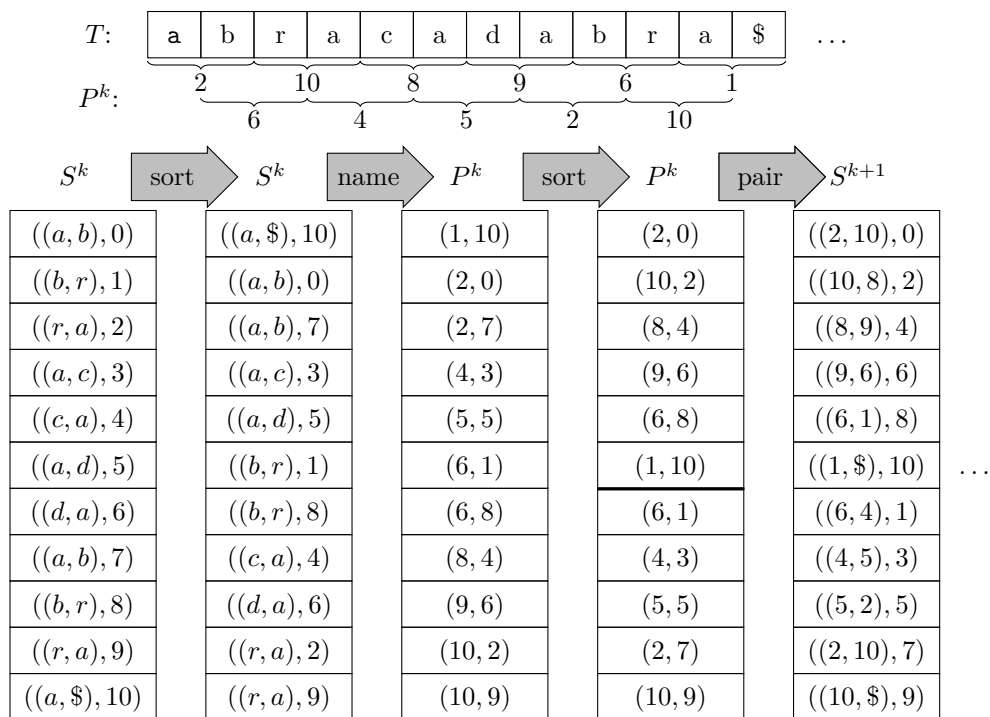 T: a b r a c a d a b r a $ ...
2 10 8 9 6 1
P^k:
6 4 5 2 10
S^k sort S^k name P^k sort P^k pair S^{k+1}
((a, b), 0) ((a, $), 10) (1, 10) (2, 0) ((2, 10), 0)
((b, r), 1) ((a, b), 0) (2, 0) (10, 2) ((10, 8), 2)
((r, a), 2) ((a, b), 7) (2, 7) (8, 4) ((8, 9), 4)
((a, c), 3) ((a, c), 3) (4, 3) (9, 6) ((9, 6), 6)
((c, a), 4) ((a, d), 5) (5, 5) (6, 8) ((6, 1), 8)
((a, d), 5) ((b, r), 1) (6, 1) (1, 10) ((1, $), 10) ...
((d, a), 6) ((b, r), 8) (6, 8) (6, 1) ((6, 4), 1)
((a, b), 7) ((c, a), 4) (8, 4) (4, 3) ((4, 5), 3)
((b, r), 8) ((d, a), 6) (9, 6) (5, 5) ((5, 2), 5)
((r, a), 9) ((r, a), 2) (10, 2) (2, 7) ((2, 10), 7)
((a, $), 10) ((r, a), 9) (10, 9) (10, 9) ((10, $), 9)